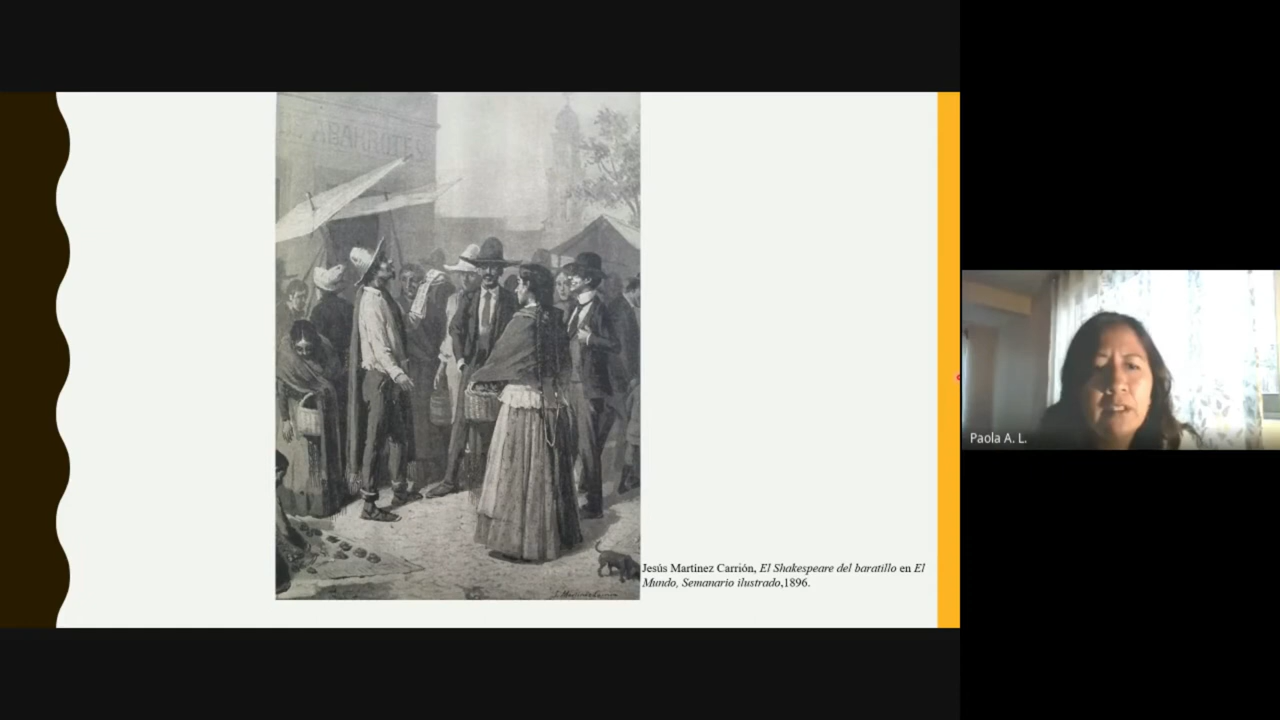 ABARROTES
Jesús Martínez Carrión, El Shakespeare del baratillo en El
Mundo, Semanario ilustrado,1896.
Paola A. L.